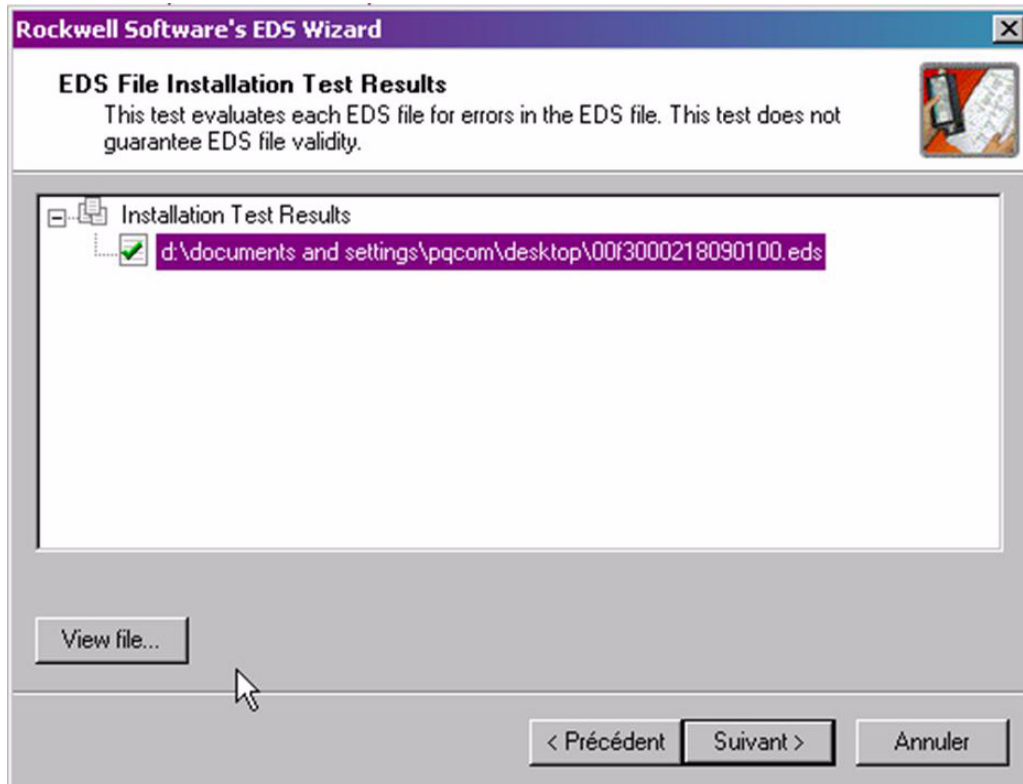 Rockwell Software's EDS Wizard
EDS File Installation Test Results
This test evaluates each EDS file for errors in the EDS file. This test does not
guarantee EDS file validity.
Installation Test Results
d:\documents and settings\pqcom\desktop\00f3000218090100.eds
View file...
< Précédent
Suivant >
Annuler